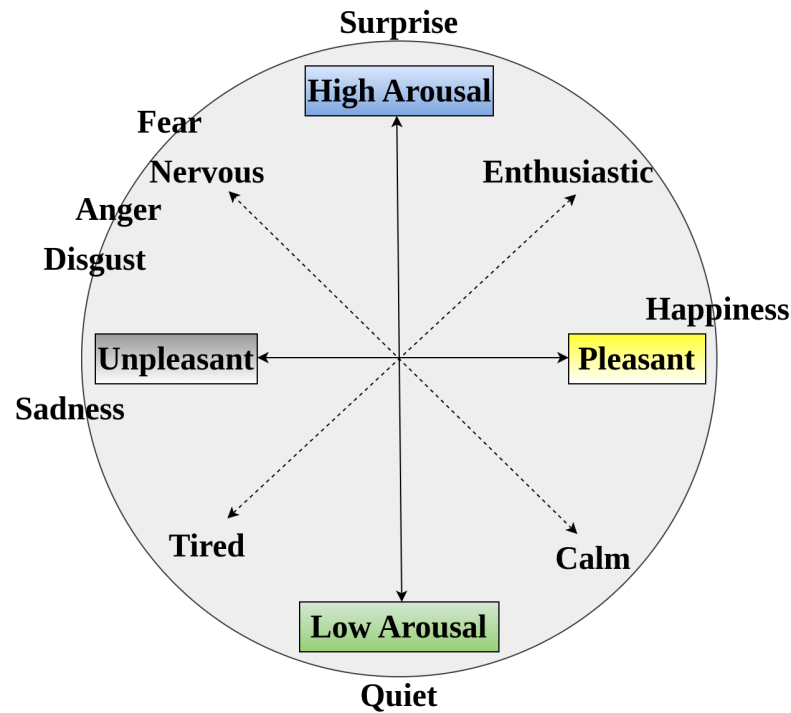 Surprise
High Arousal
Fear
Nervous
Enthusiastic
Anger
Disgust
Happiness
Unpleasant
Pleasant
Sadness
Tired
Calm
Low Arousal
Quiet